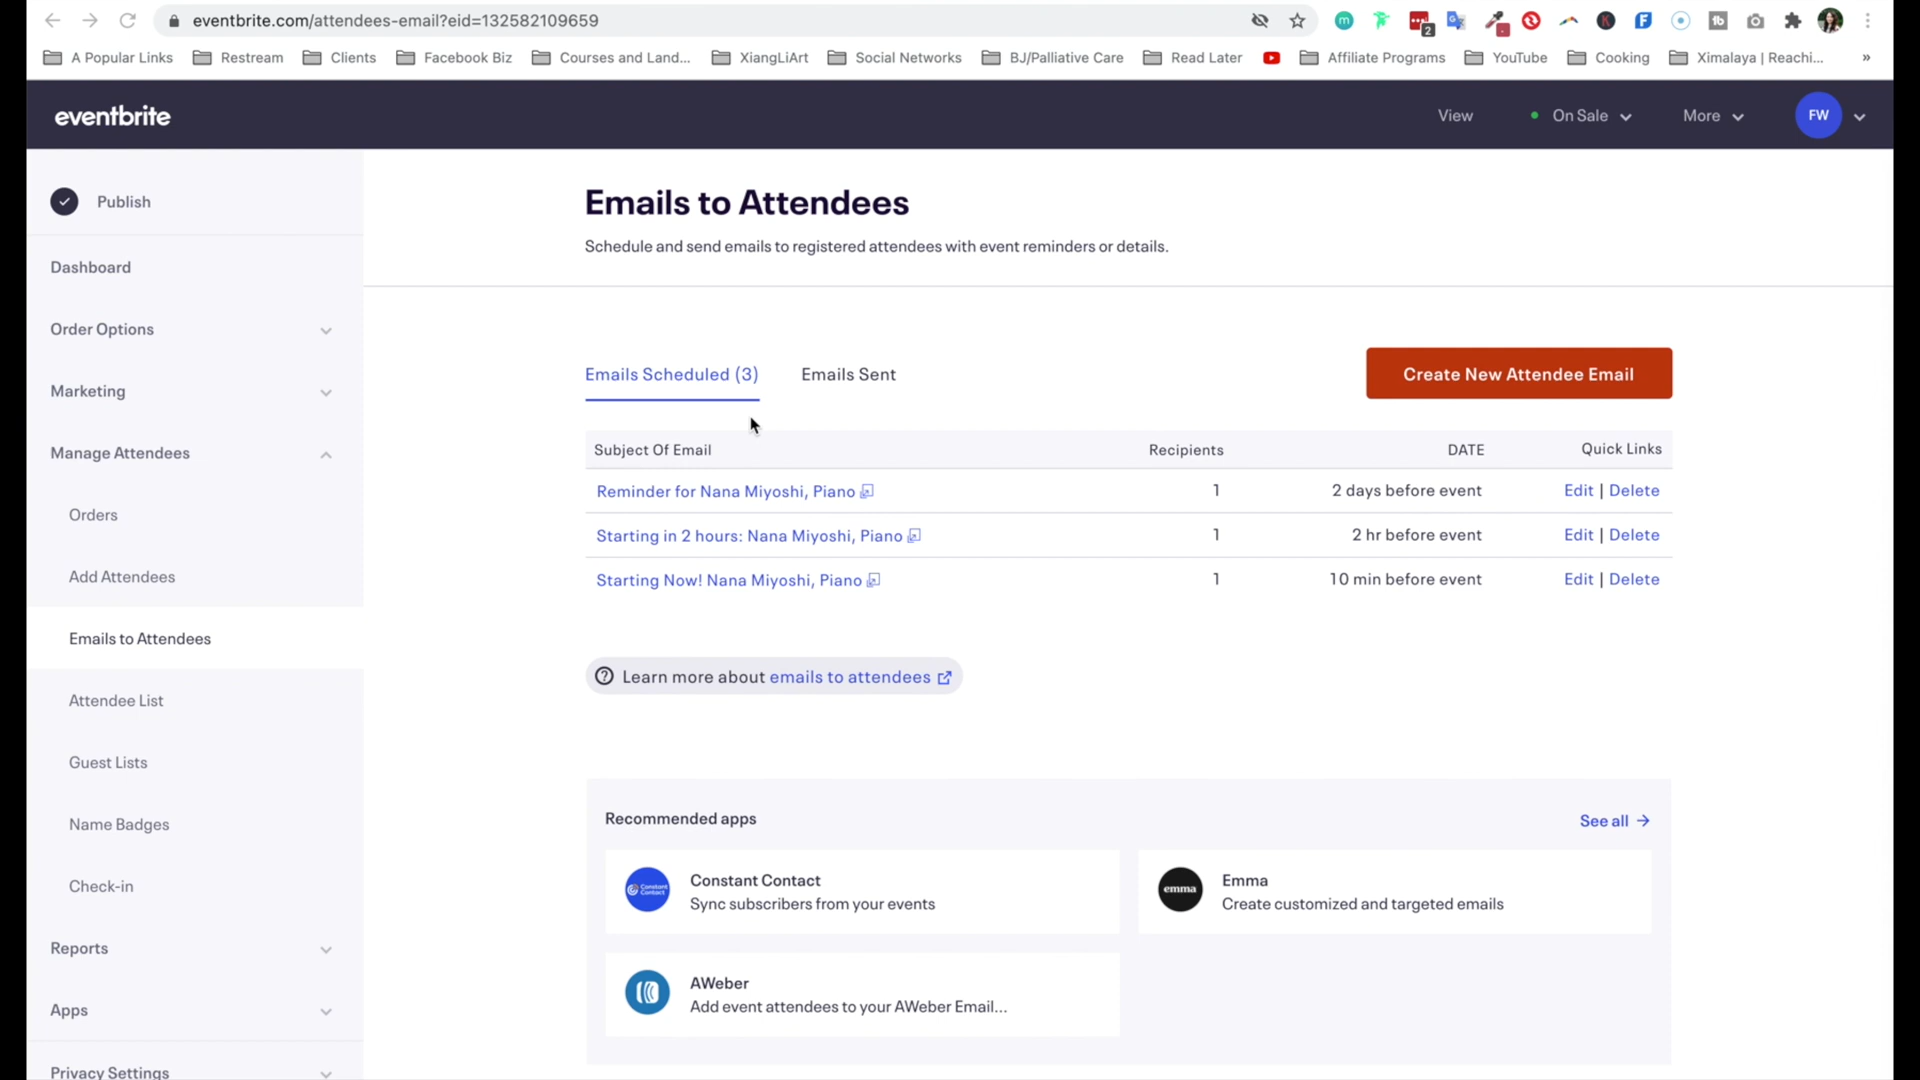 eventbrite.com/attendees-email?eid=132582109659
A Popular Links
Restream
Clients
Facebook Biz
Courses and Land...
XiangLiArt
Social Networks
BJ/Palliative Care
Read Later
Affiliate Programs
YouTube
Cooking
Ximalaya | Reachi...
»
eventbrite
View
On Sale
More
FW
Publish
Dashboard
Order Options
Marketing
Manage Attendees
Orders
Add Attendees
Emails to Attendees
Attendee List
Guest Lists
Name Badges
Check-in
Reports
Apps
Privacy Settings
Emails to Attendees
Schedule and send emails to registered attendees with event reminders or details.
Emails Scheduled (3)
Emails Sent
Create New Attendee Email
Subject Of Email Recipients DATE Quick Links
Reminder for Nana Miyoshi, Piano 1 2 days before event Edit | Delete
Starting in 2 hours: Nana Miyoshi, Piano 1 2 hr before event Edit | Delete
Starting Now! Nana Miyoshi, Piano 1 10 min before event Edit | Delete
Learn more about emails to attendees
Recommended apps
See all
Constant Contact
Constant Contact
Sync subscribers from your events
emma
Emma
Create customized and targeted emails
AWeber
Add event attendees to your AWeber Email...